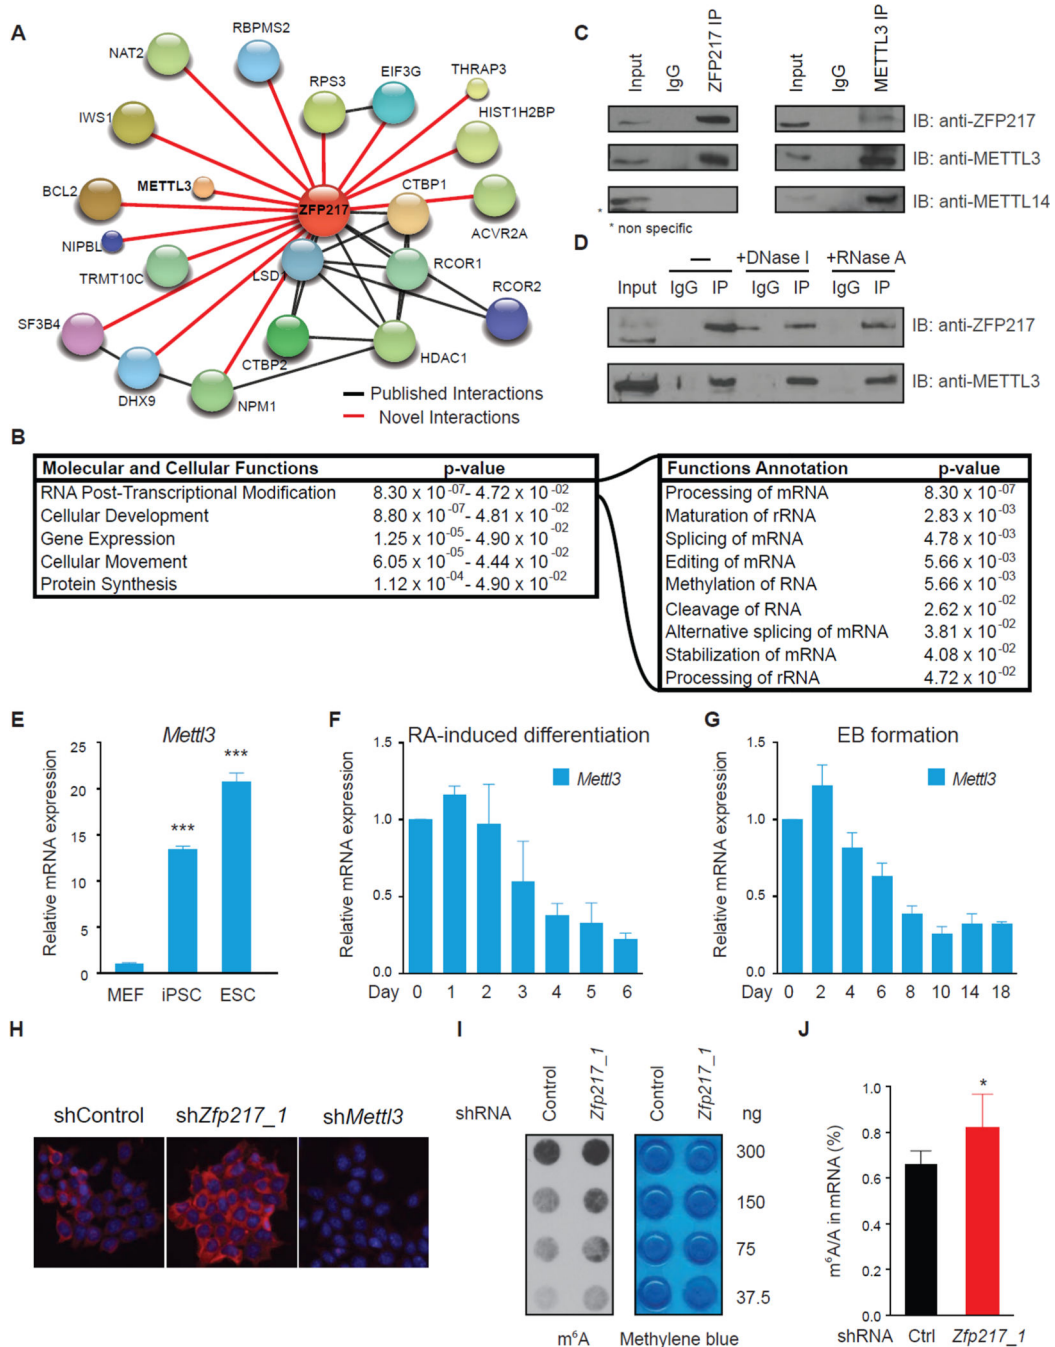 A
RBPMS2
NAT2
RPS3
EIF3G
THRAP3
IWS1
HIST1H2BP
METTL3
BCL2
CTBP1
ZFP217
ACVR2A
NIPBL
TRMT10C
LSD1
RCOR1
RCOR2
SF3B4
CTBP2
HDAC1
DHX9
NPM1
Published Interactions
Novel Interactions
C
Input
IgG
ZFP217 IP
Input
IgG
METTL3 IP
IB: anti-ZFP217
IB: anti-METTL3
IB: anti-METTL14
*
* non specific
D
— +DNase I +RNase A
Input IgG IP IgG IP IgG IP
IB: anti-ZFP217
IB: anti-METTL3
B
Molecular and Cellular Functions p-value
RNA Post-Transcriptional Modification 8.30 x 10-07- 4.72 x 10-02
Cellular Development 8.80 x 10-07- 4.81 x 10-02
Gene Expression 1.25 x 10-05- 4.90 x 10-02
Cellular Movement 6.05 x 10-05- 4.44 x 10-02
Protein Synthesis 1.12 x 10-04- 4.90 x 10-02
Functions Annotation p-value
Processing of mRNA 8.30 x 10-07
Maturation of rRNA 2.83 x 10-03
Splicing of mRNA 4.78 x 10-03
Editing of mRNA 5.66 x 10-03
Methylation of RNA 5.66 x 10-03
Cleavage of RNA 2.62 x 10-02
Alternative splicing of mRNA 3.81 x 10-02
Stabilization of mRNA 4.08 x 10-02
Processing of rRNA 4.72 x 10-02
E
Mettl3
Relative mRNA expression
25
20
15
10
5
0
***
***
MEF iPSC ESC
F
RA-induced differentiation
Mettl3
Relative mRNA expression
1.5
1.0
0.5
0.0
Day 0 1 2 3 4 5 6
G
EB formation
Mettl3
Relative mRNA expression
1.5
1.0
0.5
0.0
Day 0 2 4 6 8 10 14 18
H
shControl shZfp217_1 shMettl3
I
shRNA
Control
Zfp217_1
Control
Zfp217_1
ng
300
150
75
37.5
m⁶A Methylene blue
J
m⁶A/A in mRNA (%)
1.0
0.8
0.6
0.4
0.2
0.0
*
shRNA Ctrl Zfp217_1